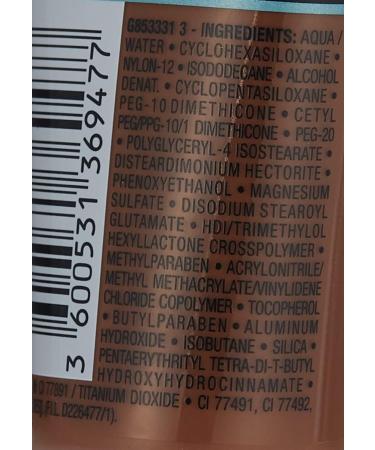 G853331 3 - INGREDIENTS: AQUA /
WATER • CYCLOHEXASILOXANE •
NYLON-12 • ISODODECANE • ALCOHOL
DENAT. • CYCLOPENTASILOXANE •
PEG-10 DIMETHICONE • CETYL
PEG/PPG-10/1 DIMETHICONE • PEG-20
• POLYGLYCERYL-4 ISOSTEARATE •
DISTEARDIMONIUM HECTORITE •
PHENOXYETHANOL • MAGNESIUM
SULFATE • DISODIUM STEAROYL
GLUTAMATE • HDI/TRIMETHYLOL
HEXYLLACTONE CROSSPOLYMER •
METHYLPARABEN • ACRYLONITRILE/
METHYL METHACRYLATE/VINYLIDENE
CHLORIDE COPOLYMER • TOCOPHEROL
• BUTYLPARABEN • ALUMINUM
HYDROXIDE • ISOBUTANE • SILICA •
PENTAERYTHRITYL TETRA-DI-T-BUTYL
HYDROXYHYDROCINNAMATE •
77891 / TITANIUM DIOXIDE • CI 77491, CI 77492,
F.I.L. D226477/1).
3 600531 369477